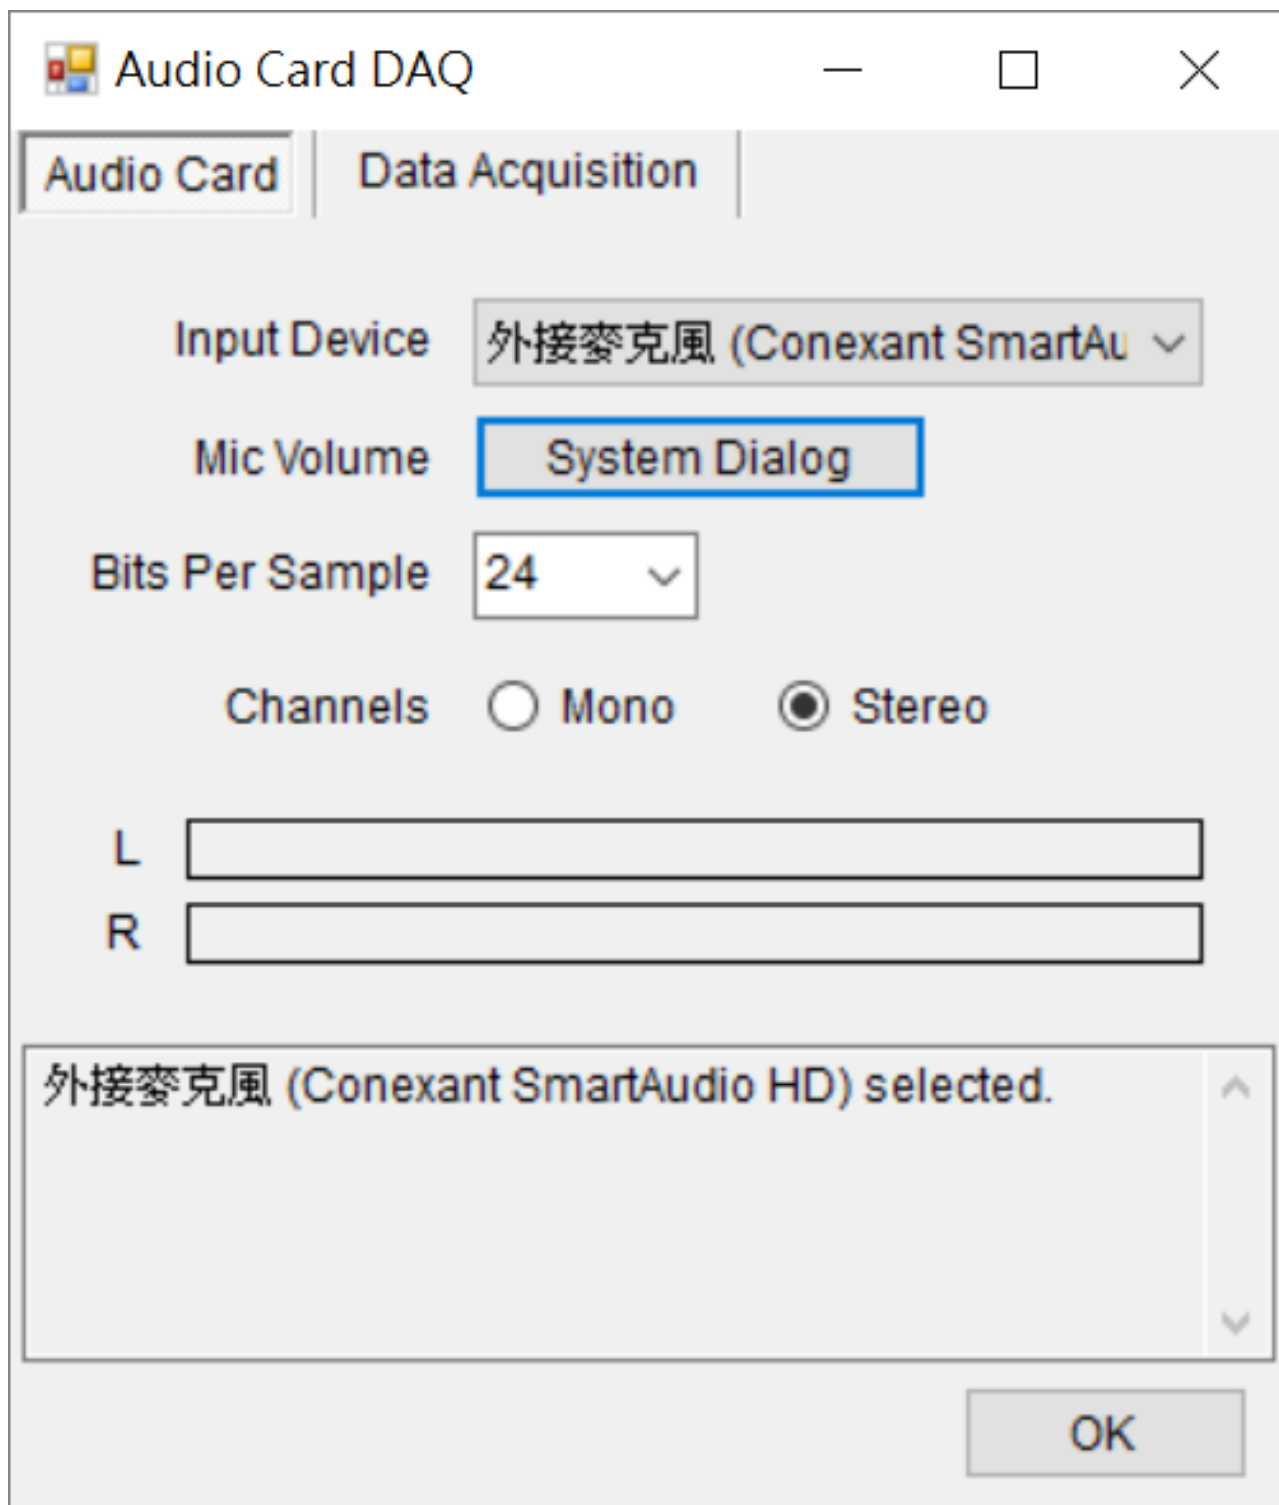 Audio Card DAQ
Audio Card Data Acquisition
Input Device 外接麥克風 (Conexant SmartAu
Mic Volume System Dialog
Bits Per Sample 24
Channels Mono Stereo
L
R
外接麥克風 (Conexant SmartAudio HD) selected.
OK